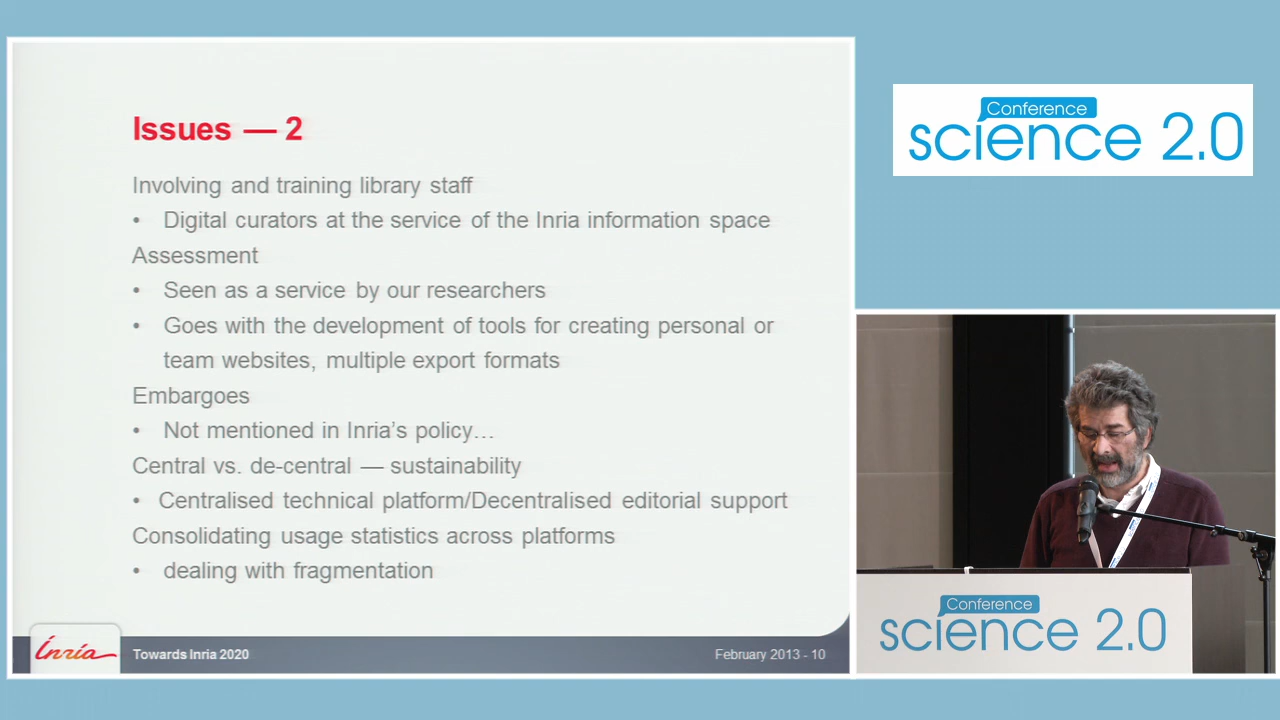 Issues — 2
Involving and training library staff
• Digital curators at the service of the Inria information space
Assessment
• Seen as a service by our researchers
• Goes with the development of tools for creating personal or
team websites, multiple export formats
Embargoes
• Not mentioned in Inria’s policy…
Central vs. de-central — sustainability
• Centralised technical platform/Decentralised editorial support
Consolidating usage statistics across platforms
• dealing with fragmentation
Inria
Towards Inria 2020
February 2013 - 10
Conference
science 2.0
Conference
science 2.0